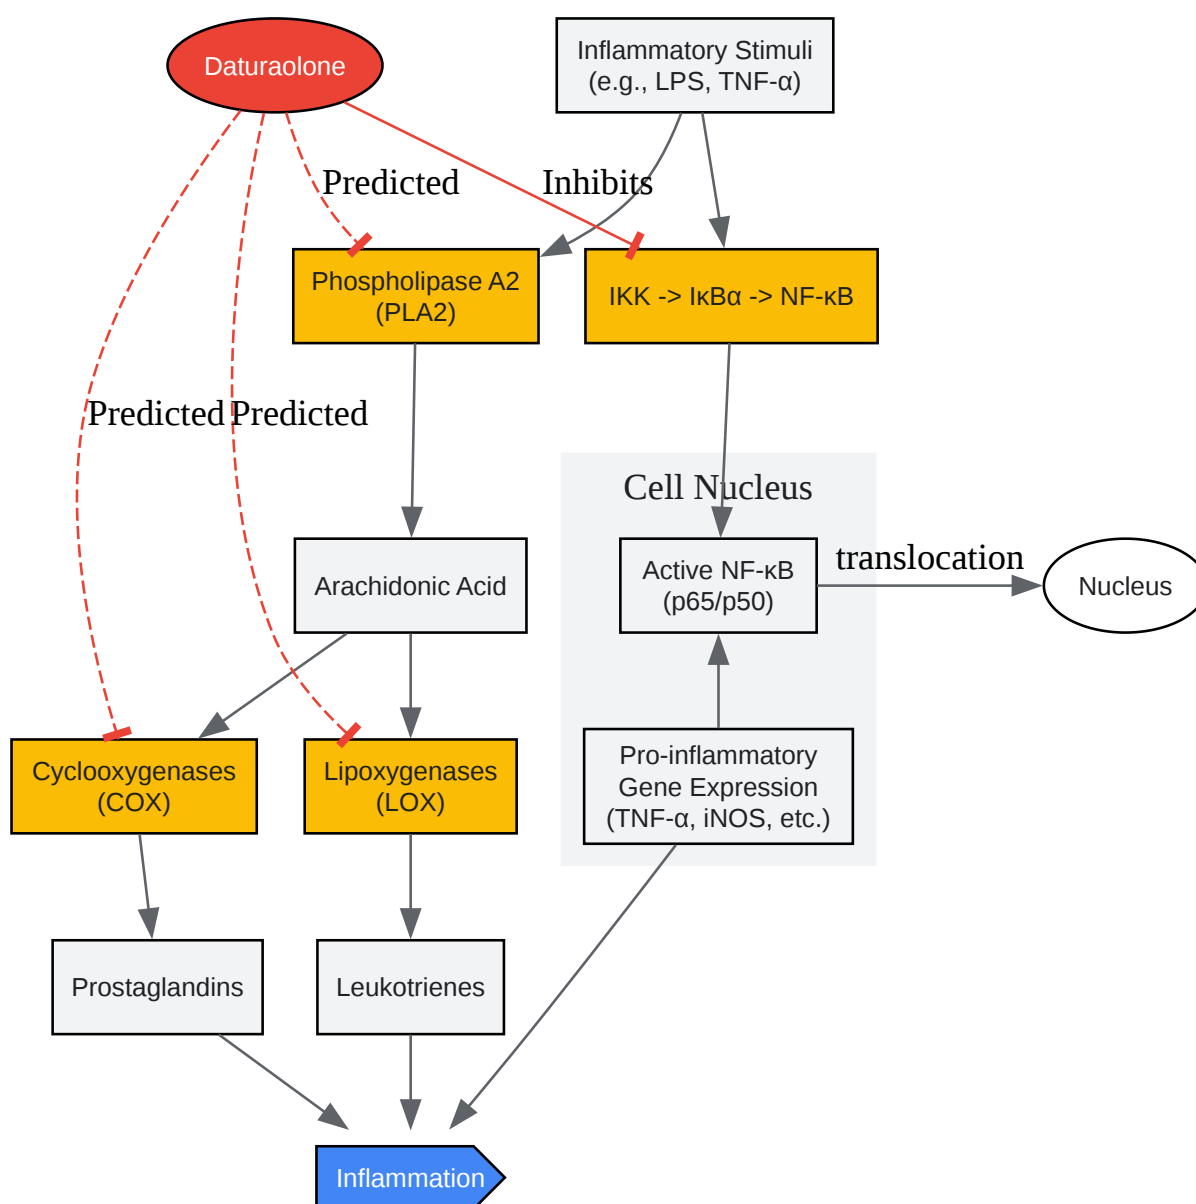 Daturaolone
Inflammatory Stimuli
(e.g., LPS, TNF-α)
Predicted
Inhibits
Phospholipase A2
(PLA2)
IKK -> IκBα -> NF-κB
Predicted
Predicted
Cell Nucleus
Arachidonic Acid
Active NF-κB
(p65/p50)
translocation
Nucleus
Cyclooxygenases
(COX)
Lipoxygenases
(LOX)
Pro-inflammatory
Gene Expression
(TNF-α, iNOS, etc.)
Prostaglandins
Leukotrienes
Inflammation